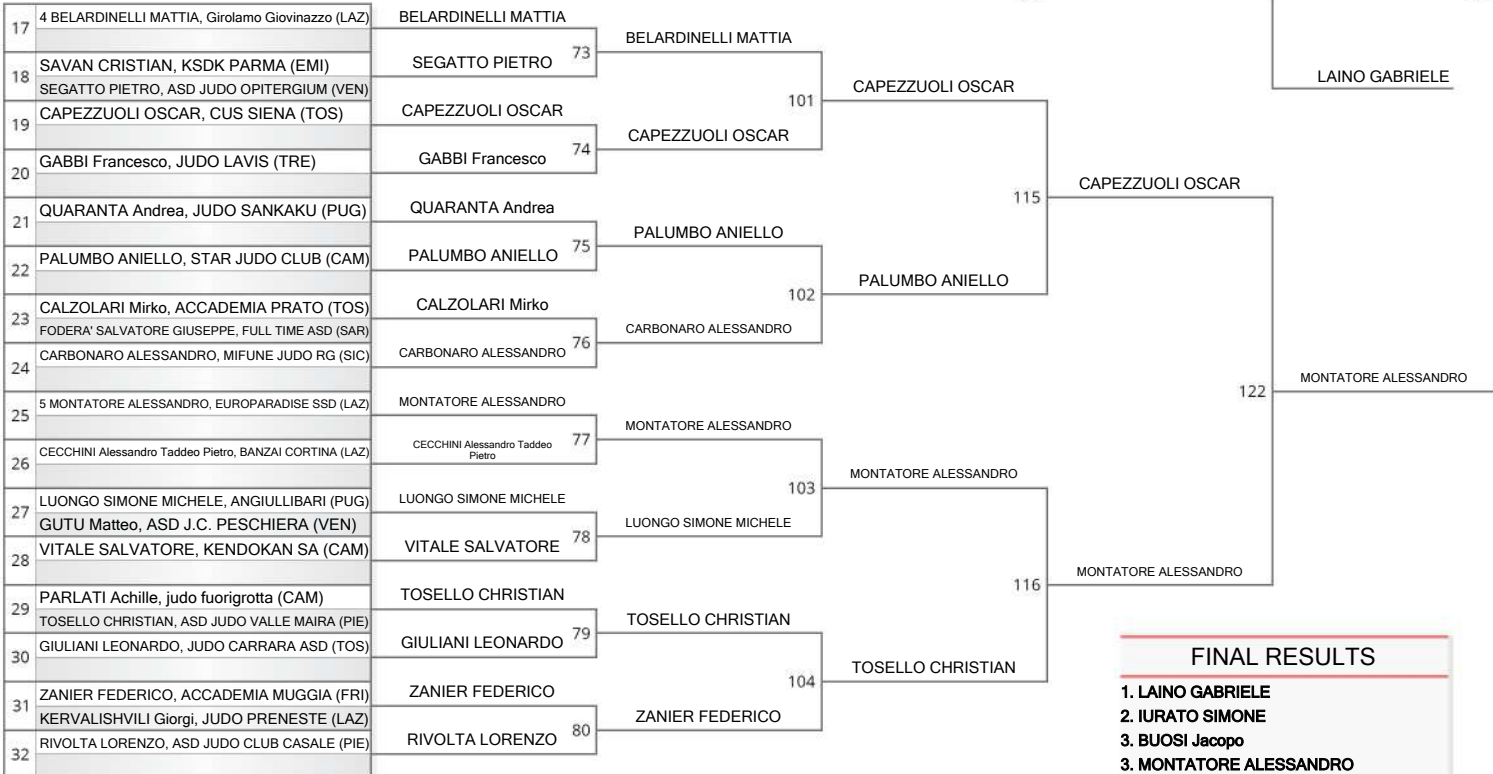 17
4 BELARDINELLI MATTIA, Girolamo Giovinazzo (LAZ)
18
SAVAN CRISTIAN, KSDK PARMA (EMI)
SEGATTO PIETRO, ASD JUDO OPITERGIUM (VEN)
19
CAPEZZUOLI OSCAR, CUS SIENA (TOS)
20
GABBI Francesco, JUDO LAVIS (TRE)
21
QUARANTA Andrea, JUDO SANKAKU (PUG)
22
PALUMBO ANIELLO, STAR JUDO CLUB (CAM)
23
CALZOLARI Mirko, ACCADEMIA PRATO (TOS)
FODERA' SALVATORE GIUSEPPE, FULL TIME ASD (SAR)
24
CARBONARO ALESSANDRO, MIFUNE JUDO RG (SIC)
25
5 MONTATORE ALESSANDRO, EUROPARADISE SSD (LAZ)
26
CECCHINI Alessandro Taddeo Pietro, BANZAI CORTINA (LAZ)
27
LUONGO SIMONE MICHELE, ANGIULLIBARI (PUG)
GUTU Matteo, ASD J.C. PESCHIERA (VEN)
28
VITALE SALVATORE, KENDOKAN SA (CAM)
29
PARLATI Achille, judo fuorigrotta (CAM)
TOSELLO CHRISTIAN, ASD JUDO VALLE MAIRA (PIE)
30
GIULIANI LEONARDO, JUDO CARRARA ASD (TOS)
31
ZANIER FEDERICO, ACCADEMIA MUGGIA (FRI)
KERVALISHVILI Giorgi, JUDO PRENESTE (LAZ)
32
RIVOLTA LORENZO, ASD JUDO CLUB CASALE (PIE)
BELARDINELLI MATTIA
73
SEGATTO PIETRO
CAPEZZUOLI OSCAR
74
GABBI Francesco
QUARANTA Andrea
75
PALUMBO ANIELLO
CALZOLARI Mirko
76
CARBONARO ALESSANDRO
MONTATORE ALESSANDRO
77
CECCHINI Alessandro Taddeo
Pietro
LUONGO SIMONE MICHELE
78
VITALE SALVATORE
TOSELLO CHRISTIAN
79
GIULIANI LEONARDO
ZANIER FEDERICO
80
RIVOLTA LORENZO
BELARDINELLI MATTIA
101
CAPEZZUOLI OSCAR
PALUMBO ANIELLO
102
CARBONARO ALESSANDRO
MONTATORE ALESSANDRO
103
LUONGO SIMONE MICHELE
TOSELLO CHRISTIAN
104
ZANIER FEDERICO
CAPEZZUOLI OSCAR
115
PALUMBO ANIELLO
MONTATORE ALESSANDRO
116
TOSELLO CHRISTIAN
CAPEZZUOLI OSCAR
122
MONTATORE ALESSANDRO
LAINO GABRIELE
MONTATORE ALESSANDRO
FINAL RESULTS
1. LAINO GABRIELE
2. IURATO SIMONE
3. BUOSI Jacopo
3. MONTATORE ALESSANDRO